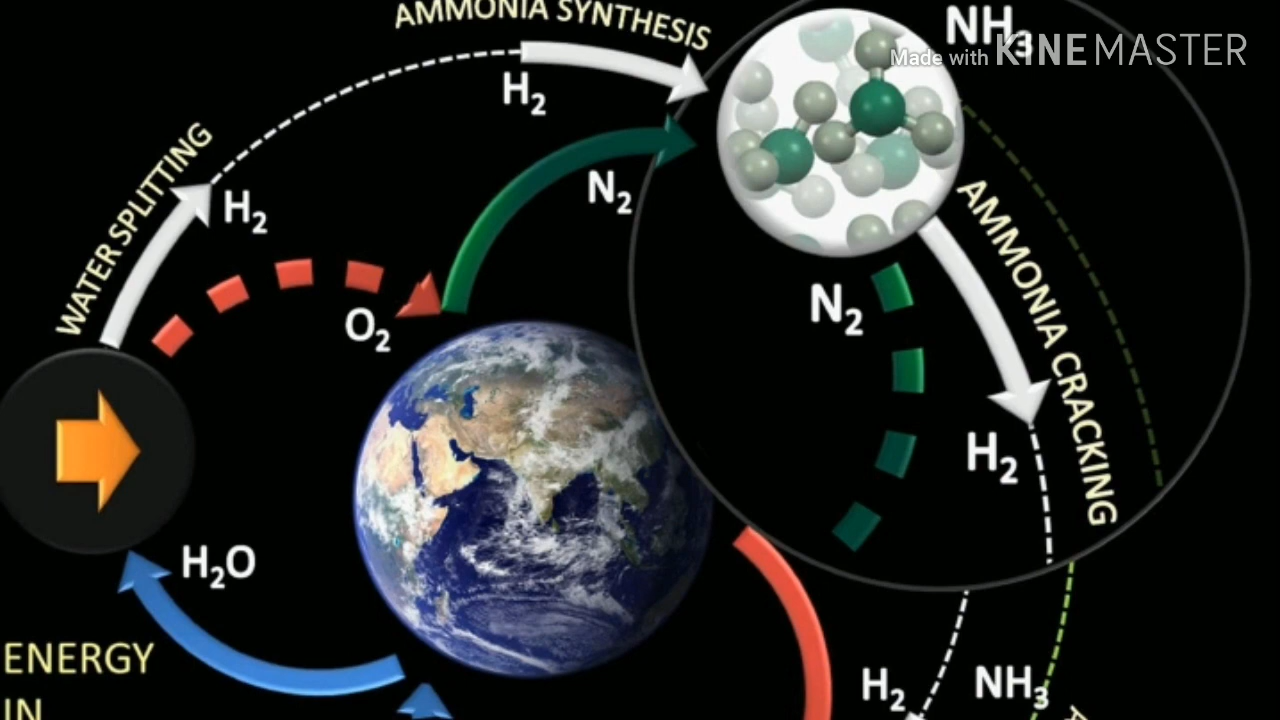 AMMONIA SYNTHESIS
NH3
Made with KINEMASTER
H2
WATER SPLITTING
H2
N2
O2
AMMONIA CRACKING
N2
H2
H2O
ENERGY
IN
H2
NH3